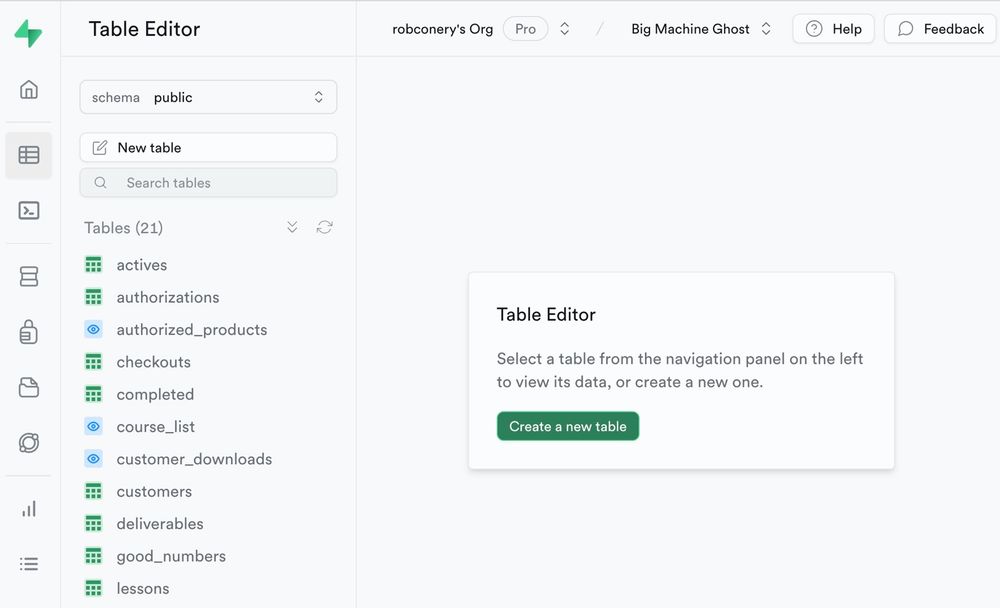 Table Editor
robconery's Org Pro / Big Machine Ghost Help Feedback
schema public
New table
Search tables
Tables (21)
actives
authorizations
authorized_products
checkouts
completed
course_list
customer_downloads
customers
deliverables
good_numbers
lessons
Table Editor
Select a table from the navigation panel on the left
to view its data, or create a new one.
Create a new table